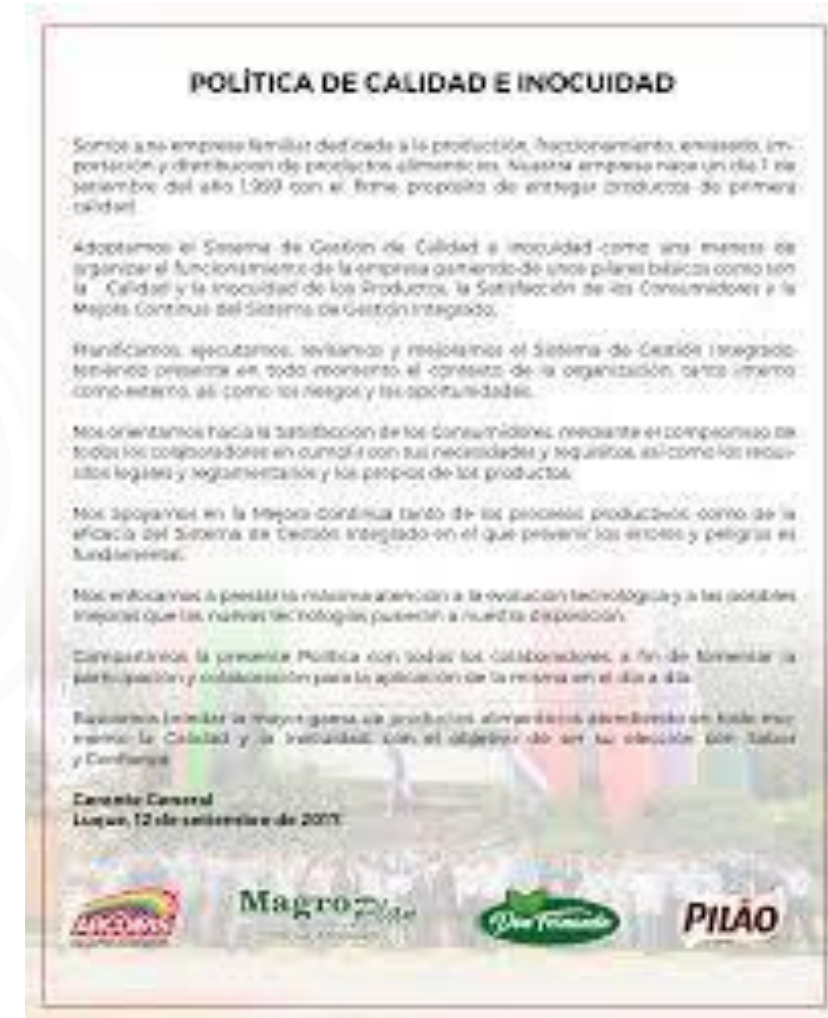 POLÍTICA DE CALIDAD E INOCUIDAD
Somos una empresa familiar dedicada a la producción, fraccionamiento, envasado, im-
portación y distribución de productos alimenticios. Nuestra empresa nace un día 1 de
setiembre del año con el firme propósito de entregar productos de primera
calidad.
Adoptamos el Sistema de Gestión de Calidad e Inocuidad como una manera de
organizar el funcionamiento de la empresa partiendo de unos pilares básicos como son
la Calidad y la Inocuidad de los Productos, la Satisfacción de los Consumidores y la
Mejora Continua del Sistema de Gestión Integrado.
Planificamos, ejecutamos, revisamos y mejoramos el Sistema de Gestión Integrado
teniendo presente en todo momento el contexto de la organización, tanto interno
como externo, así como los riesgos y las oportunidades.
Nos orientamos hacia la Satisfacción de los Consumidores, mediante el compromiso de
todos los colaboradores en cumplir con sus necesidades y requisitos, así como los requi-
sitos legales y reglamentarios y los propios de los productos.
Nos apoyamos en la Mejora Continua tanto de los procesos productivos como de la
eficacia del Sistema de Gestión Integrado en el que prevenir los errores y peligros es
fundamental.
Nos enfocamos a prestar la máxima atención a la evolución tecnológica y a las posibles
mejoras que las nuevas tecnologías pusieran a nuestra disposición.
Compartimos la presente Política con todos los colaboradores, a fin de fomentar la
participación y colaboración para la aplicación de la misma en el día a día.
Buscamos brindar la mayor gama de productos alimenticios atendiendo en todo mo-
mento la Calidad y la Inocuidad, con el objetivo de ser su elección con Sabor
y Confianza.
Gerente General
Luque, 12 de setiembre de
Magro
Don Fernando
PILÃO